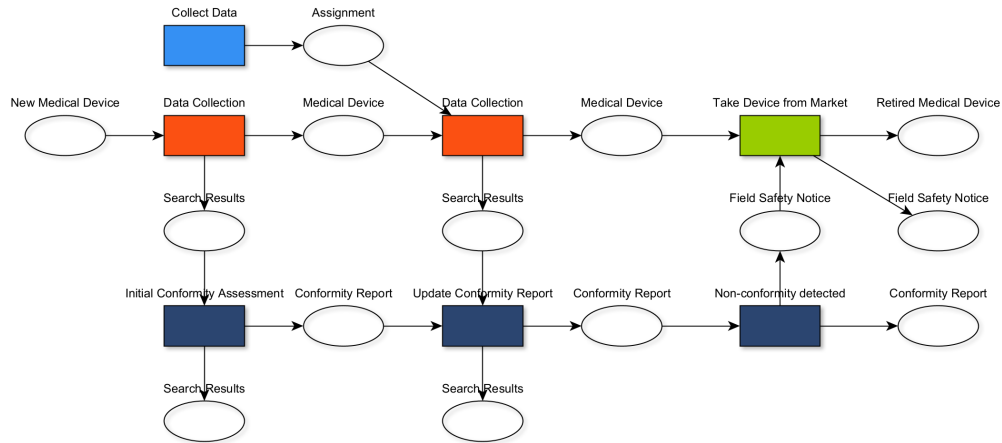 Collect Data
Assignment
New Medical Device
Data Collection
Medical Device
Data Collection
Medical Device
Take Device from Market
Retired Medical Device
Search Results
Search Results
Field Safety Notice
Field Safety Notice
Initial Conformity Assessment
Conformity Report
Update Conformity Report
Conformity Report
Non-conformity detected
Conformity Report
Search Results
Search Results